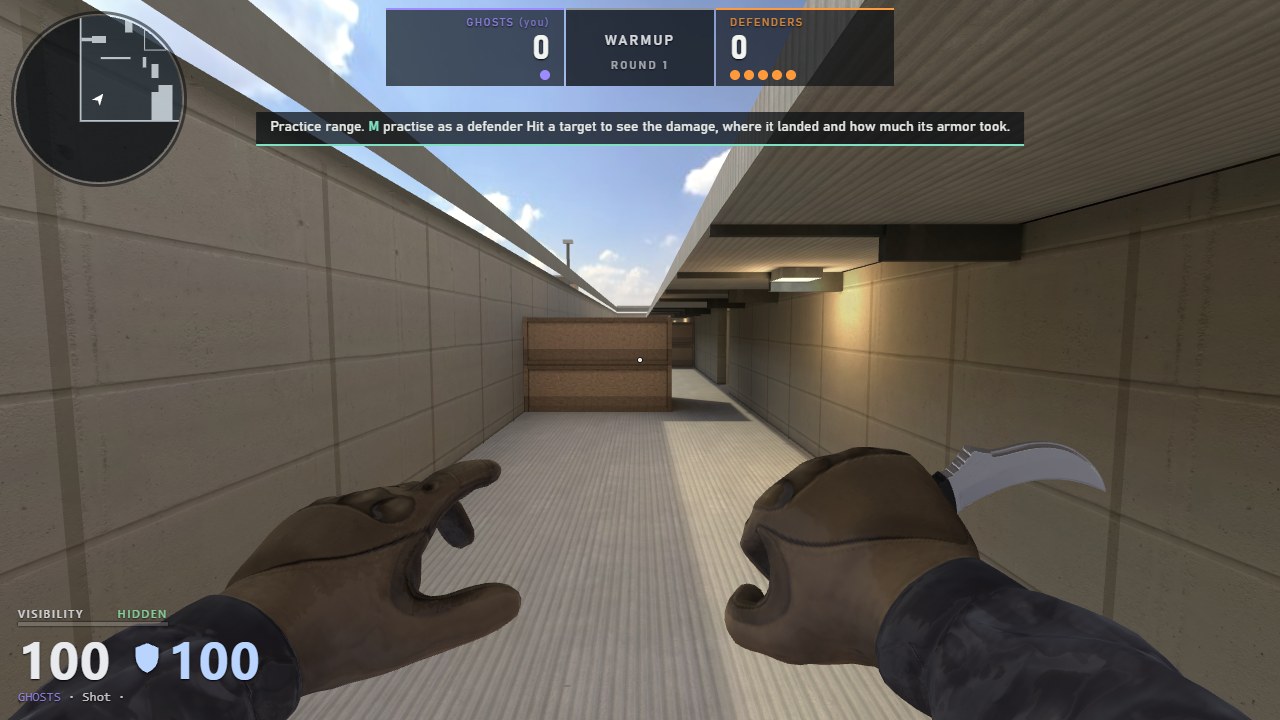 GHOSTS (you)
0
WARMUP
ROUND 1
DEFENDERS
0
Practice range. M practise as a defender Hit a target to see the damage, where it landed and how much its armor took.
VISIBILITY HIDDEN
100 100
GHOSTS · Shot ·